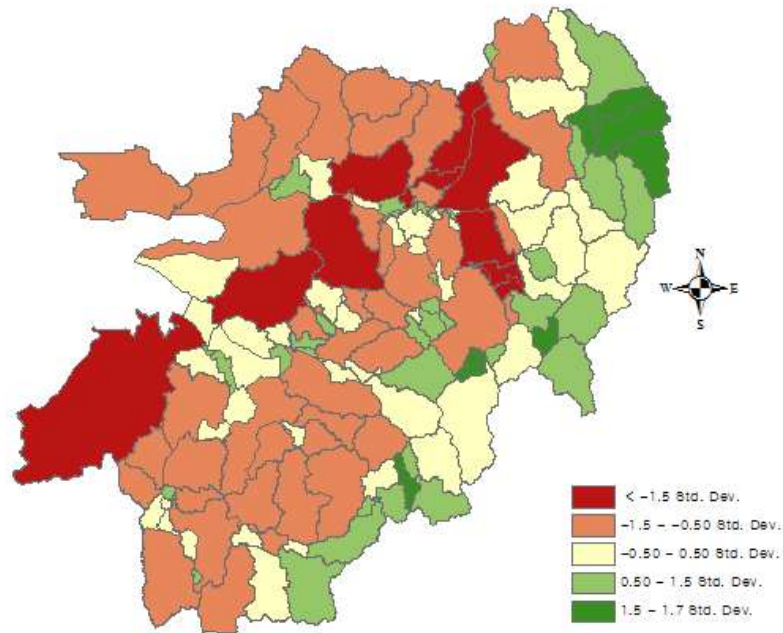 N
W E
S
< -1.5 Std. Dev.
-1.5 - -0.50 Std. Dev.
-0.50 - 0.50 Std. Dev.
0.50 - 1.5 Std. Dev.
1.5 - 1.7 Std. Dev.